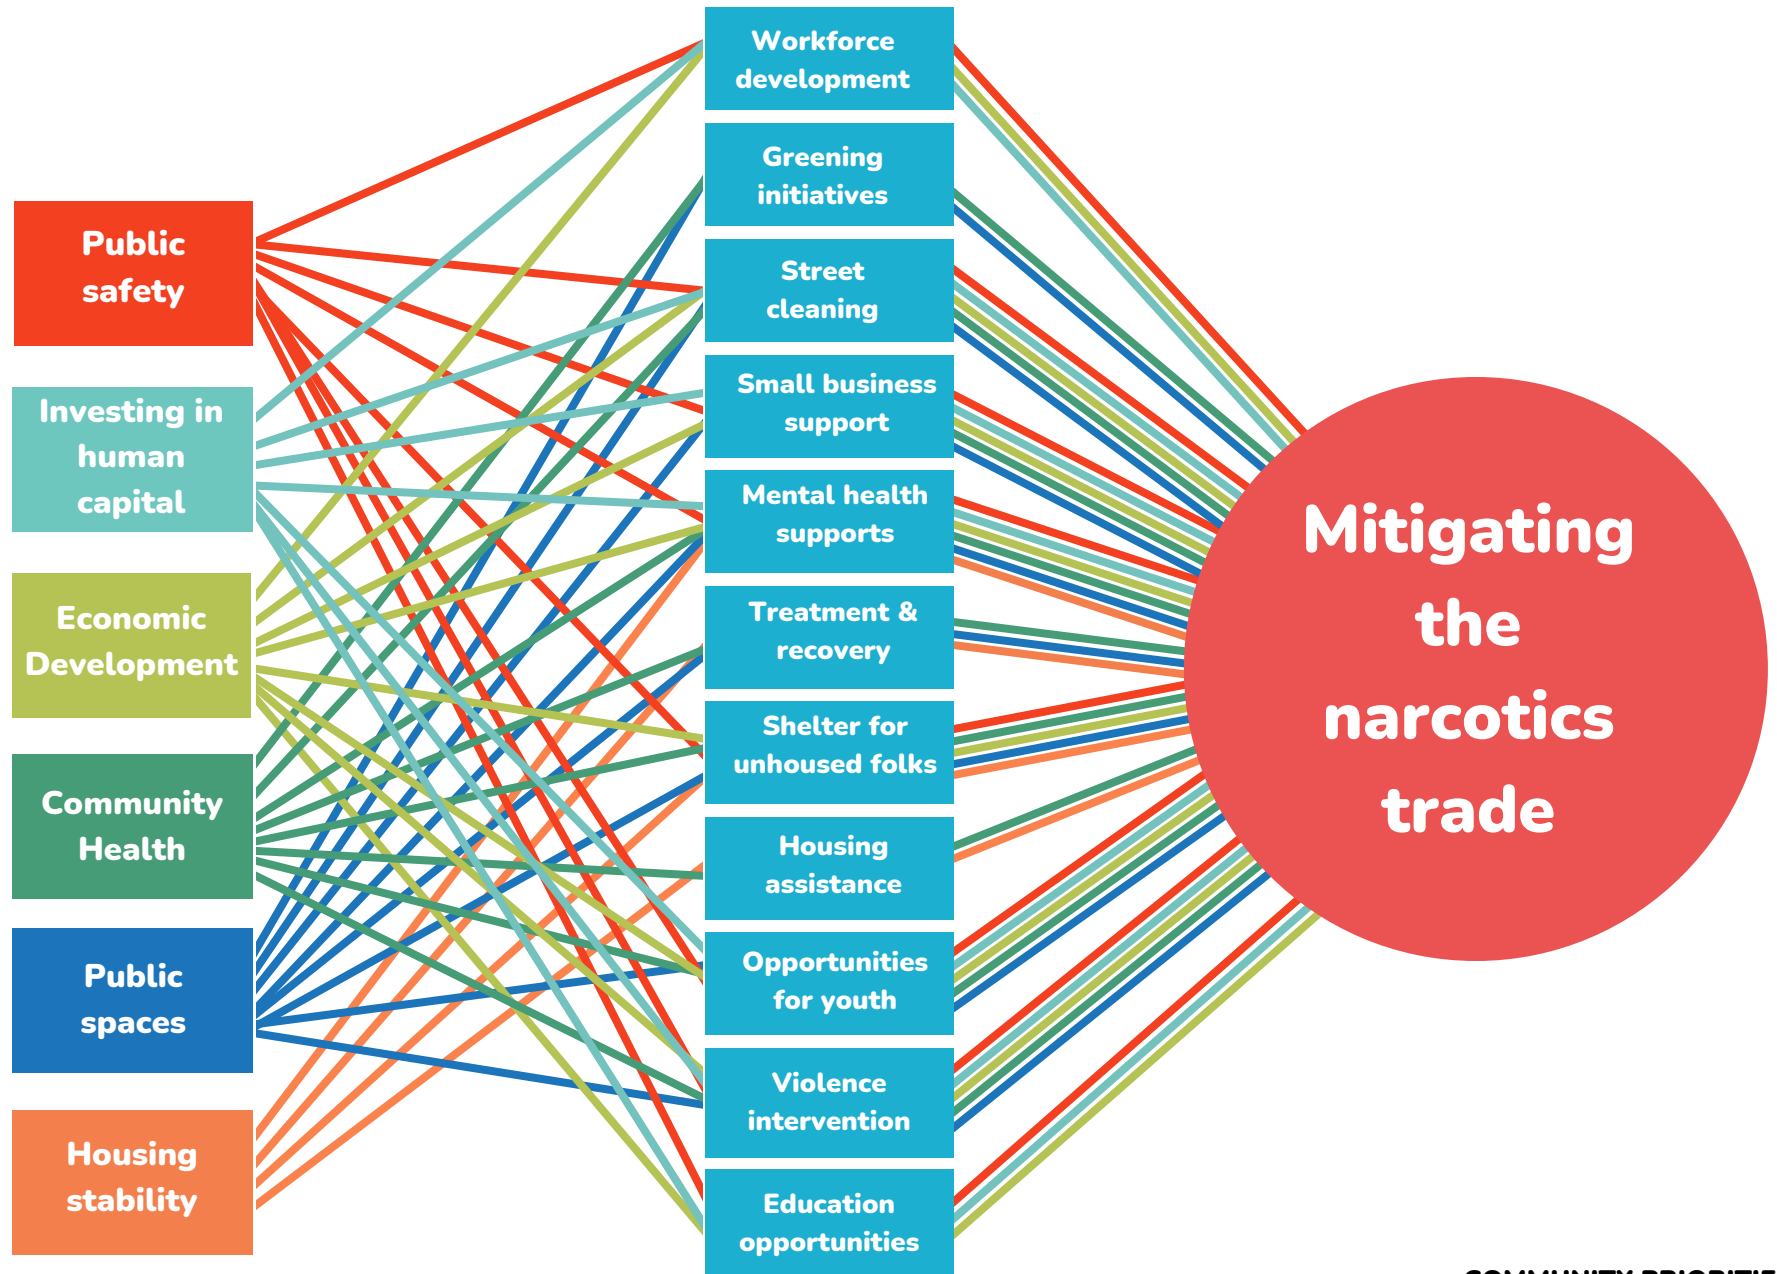 Public
safety
Investing in
human
capital
Economic
Development
Community
Health
Public
spaces
Housing
stability
Workforce
development
Greening
initiatives
Street
cleaning
Small business
support
Mental health
supports
Treatment &
recovery
Shelter for
unhoused folks
Housing
assistance
Opportunities
for youth
Violence
intervention
Education
opportunities
Mitigating
the
narcotics
trade